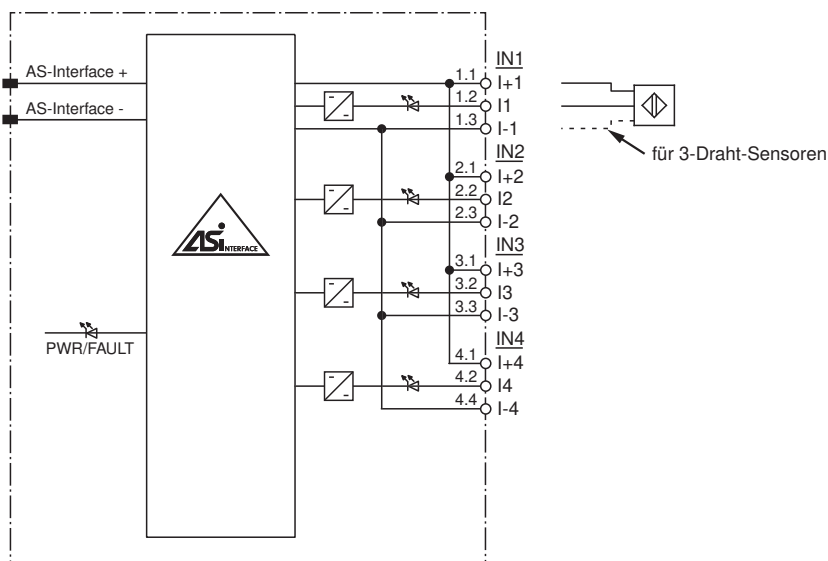 AS-Interface +
AS-Interface -
ASi INTERFACE
PWR/FAULT
IN1
1.1 I+1
1.2 I1
1.3 I-1
IN2
2.1 I+2
2.2 I2
2.3 I-2
IN3
3.1 I+3
3.2 I3
3.3 I-3
IN4
4.1 I+4
4.2 I4
4.4 I-4
für 3-Draht-Sensoren